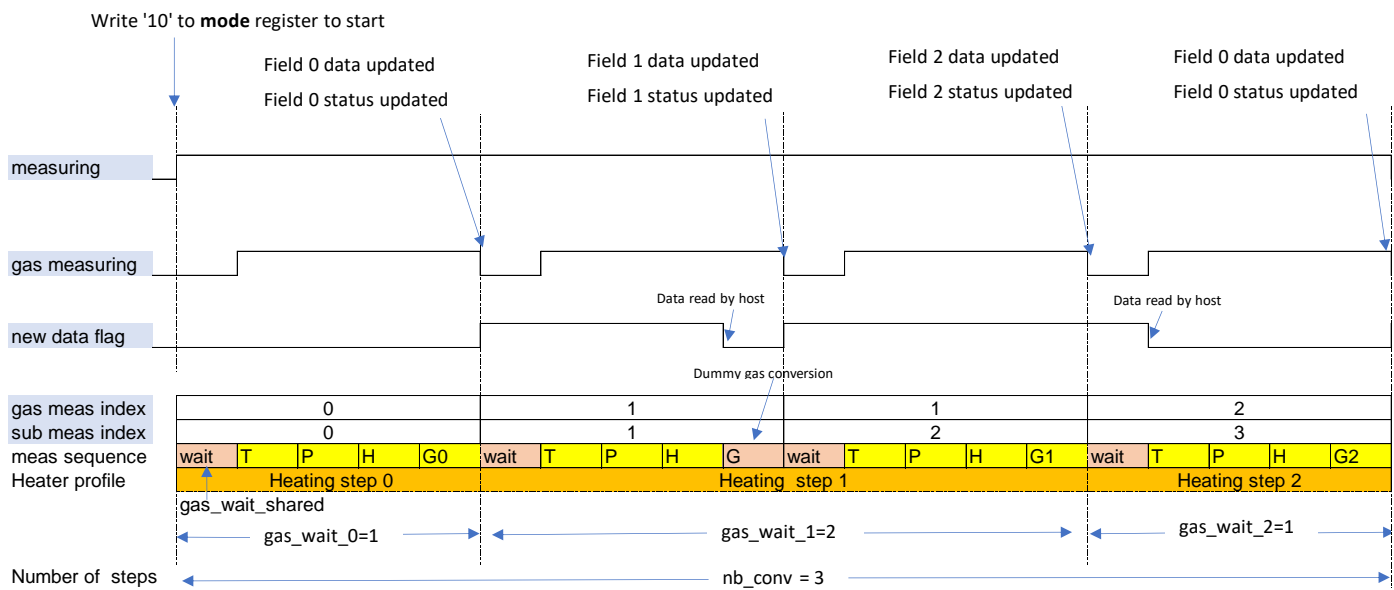 Write '10' to mode register to start
Field 0 data updated
Field 0 status updated
Field 1 data updated
Field 1 status updated
Field 2 data updated
Field 2 status updated
Field 0 data updated
Field 0 status updated
measuring
gas measuring
Data read by host
Data read by host
new data flag
Dummy gas conversion
gas meas index 0 1 1 2
sub meas index 0 1 2 3
meas sequence wait T P H G0 wait T P H G wait T P H G1 wait T P H G2
Heater profile Heating step 0 Heating step 1 Heating step 2
gas_wait_shared
gas_wait_0=1 gas_wait_1=2 gas_wait_2=1
Number of steps nb_conv = 3